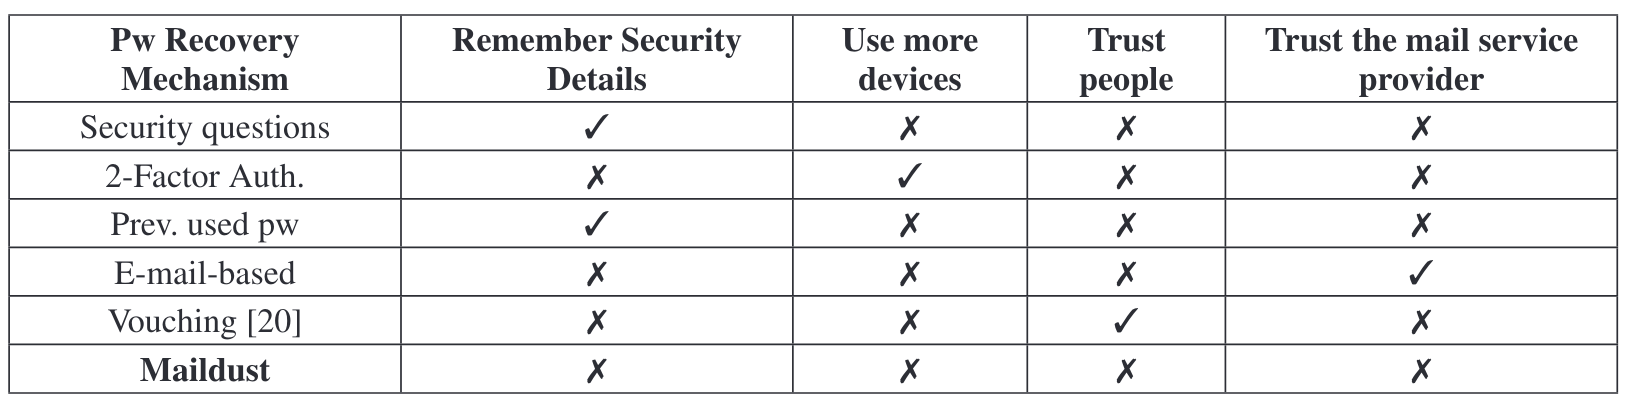 Pw Recovery Mechanism | Remember Security Details | Use more devices | Trust people | Trust the mail service provider
Security questions ✓ ✗ ✗ ✗
2-Factor Auth. ✗ ✓ ✗ ✗
Prev. used pw ✓ ✗ ✗ ✗
E-mail-based ✗ ✗ ✗ ✓
Vouching [20] ✗ ✗ ✓ ✗
Maildust ✗ ✗ ✗ ✗